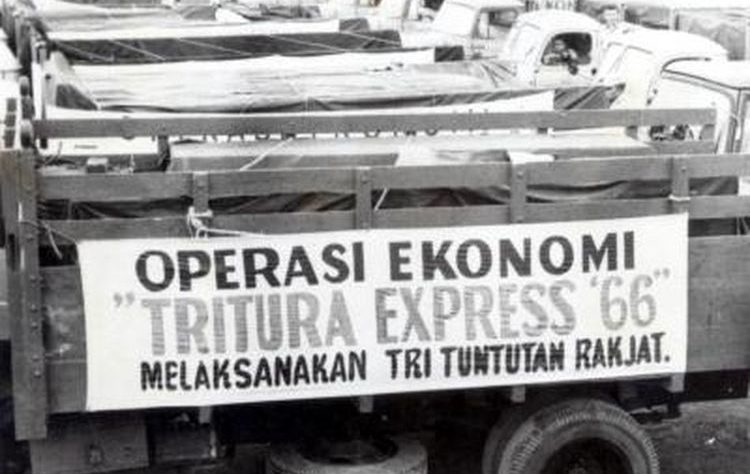 OPERASI EKONOMI
"TRITURA EXPRESS '66"
MELAKSANAKAN TRI TUNTUTAN RAKJAT.